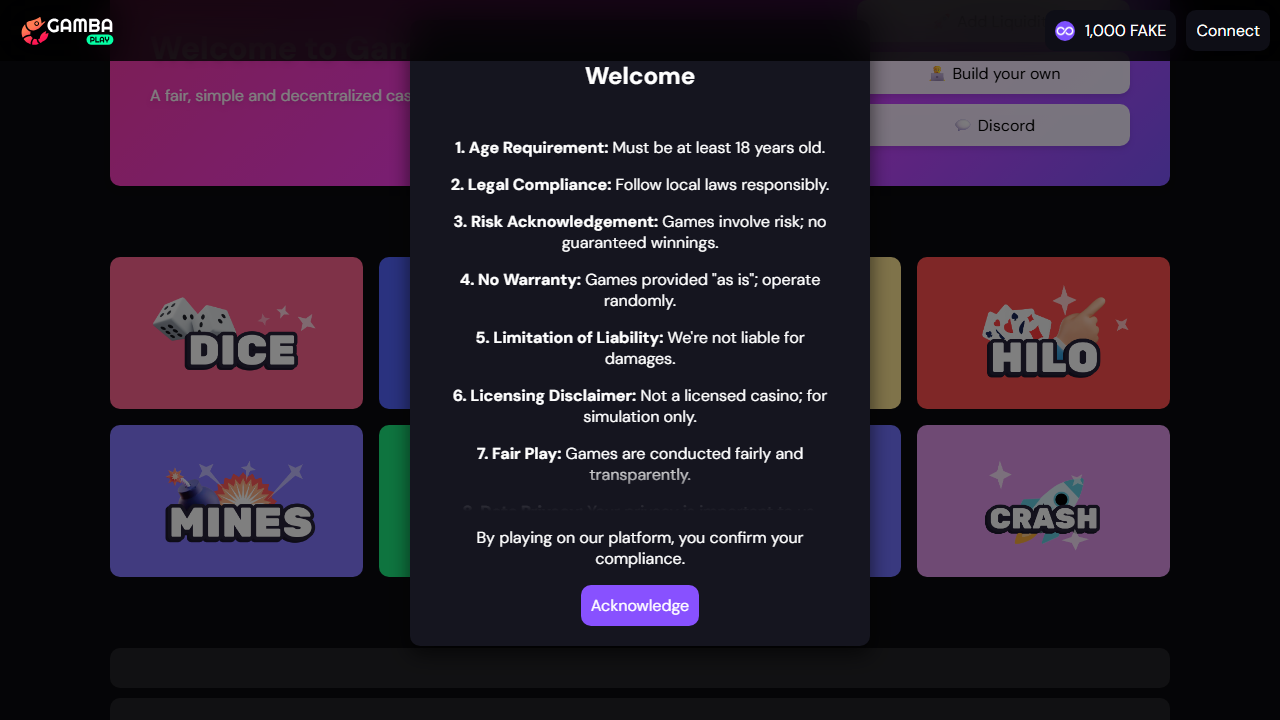 GAMBA
PLAY
1,000 FAKE
Connect
Welcome to Gam
A fair, simple and decentralized cas
Build your own
Discord
Welcome
1. Age Requirement: Must be at least 18 years old.
2. Legal Compliance: Follow local laws responsibly.
3. Risk Acknowledgement: Games involve risk; no
guaranteed winnings.
4. No Warranty: Games provided "as is"; operate
randomly.
5. Limitation of Liability: We're not liable for
damages.
6. Licensing Disclaimer: Not a licensed casino; for
simulation only.
7. Fair Play: Games are conducted fairly and
transparently.
By playing on our platform, you confirm your
compliance.
Acknowledge
DICE
HILO
MINES
CRASH